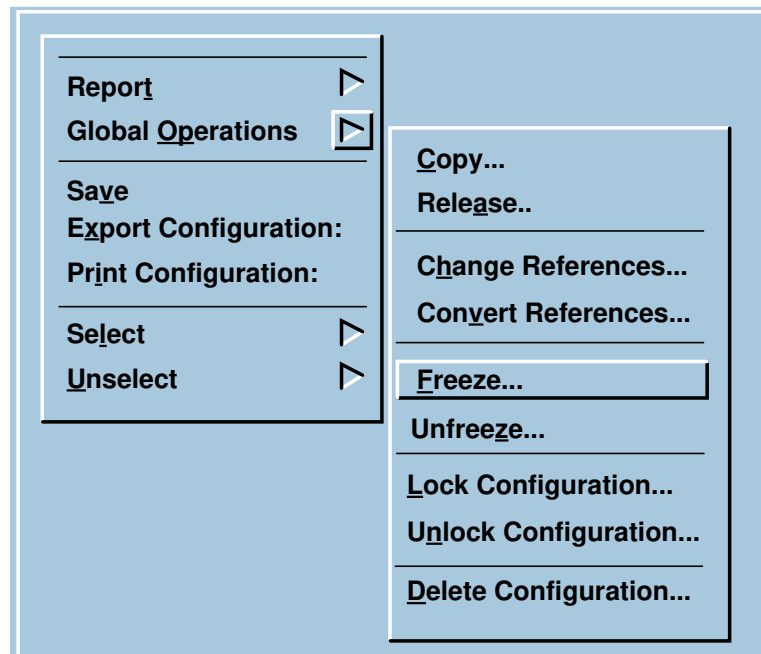 Report
Global Operations
Save
Export Configuration:
Print Configuration:
Select
Unselect
Copy...
Release..
Change References...
Convert References...
Freeze...
Unfreeze...
Lock Configuration...
Unlock Configuration...
Delete Configuration...